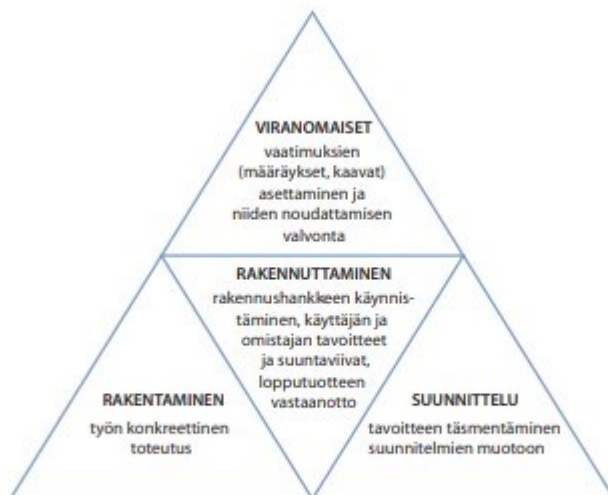 VIRANOMAISET
vaatimuksien
(määräykset, kaavat)
asettaminen ja
niiden noudattamisen
valvonta
RAKENNUTTAMINEN
rakennushankkeen käynnis-
täminen, käyttäjän ja
omistajan tavoitteet
ja suuntaviivat,
lopputuotteen
vastaanotto
RAKENTAMINEN
työn konkreettinen
toteutus
SUUNNITTELU
tavoitteen täsmentäminen
suunnitelmien muotoon